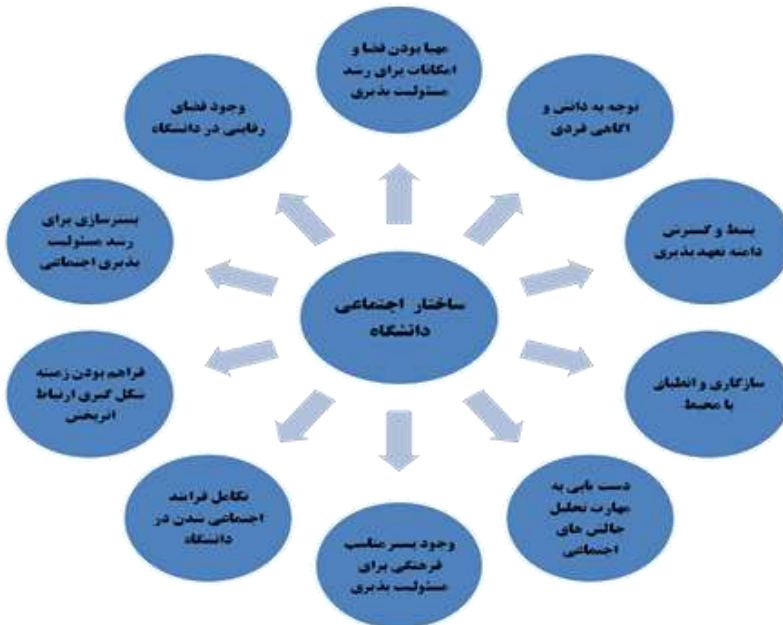 مهیا بودن فضا و
امکانات برای رشد
مسئولیت پذیری
توجه به دانش و
آگاهی فردی
بسط و گسترش
دامنه تعهد پذیری
سازگاری و انطباق
با محیط
دست یابی به
مهارت تحلیل
چالش های
اجتماعی
وجود بستر مناسب
فرهنگی برای
مسئولیت پذیری
تکامل فرایند
اجتماعی شدن در
دانشگاه
فراهم بودن زمینه
شکل گیری ارتباط
اثربخش
بسترسازی برای
رشد مسئولیت
پذیری اجتماعی
وجود فضای
رقابتی در دانشگاه
ساختار اجتماعی
دانشگاه